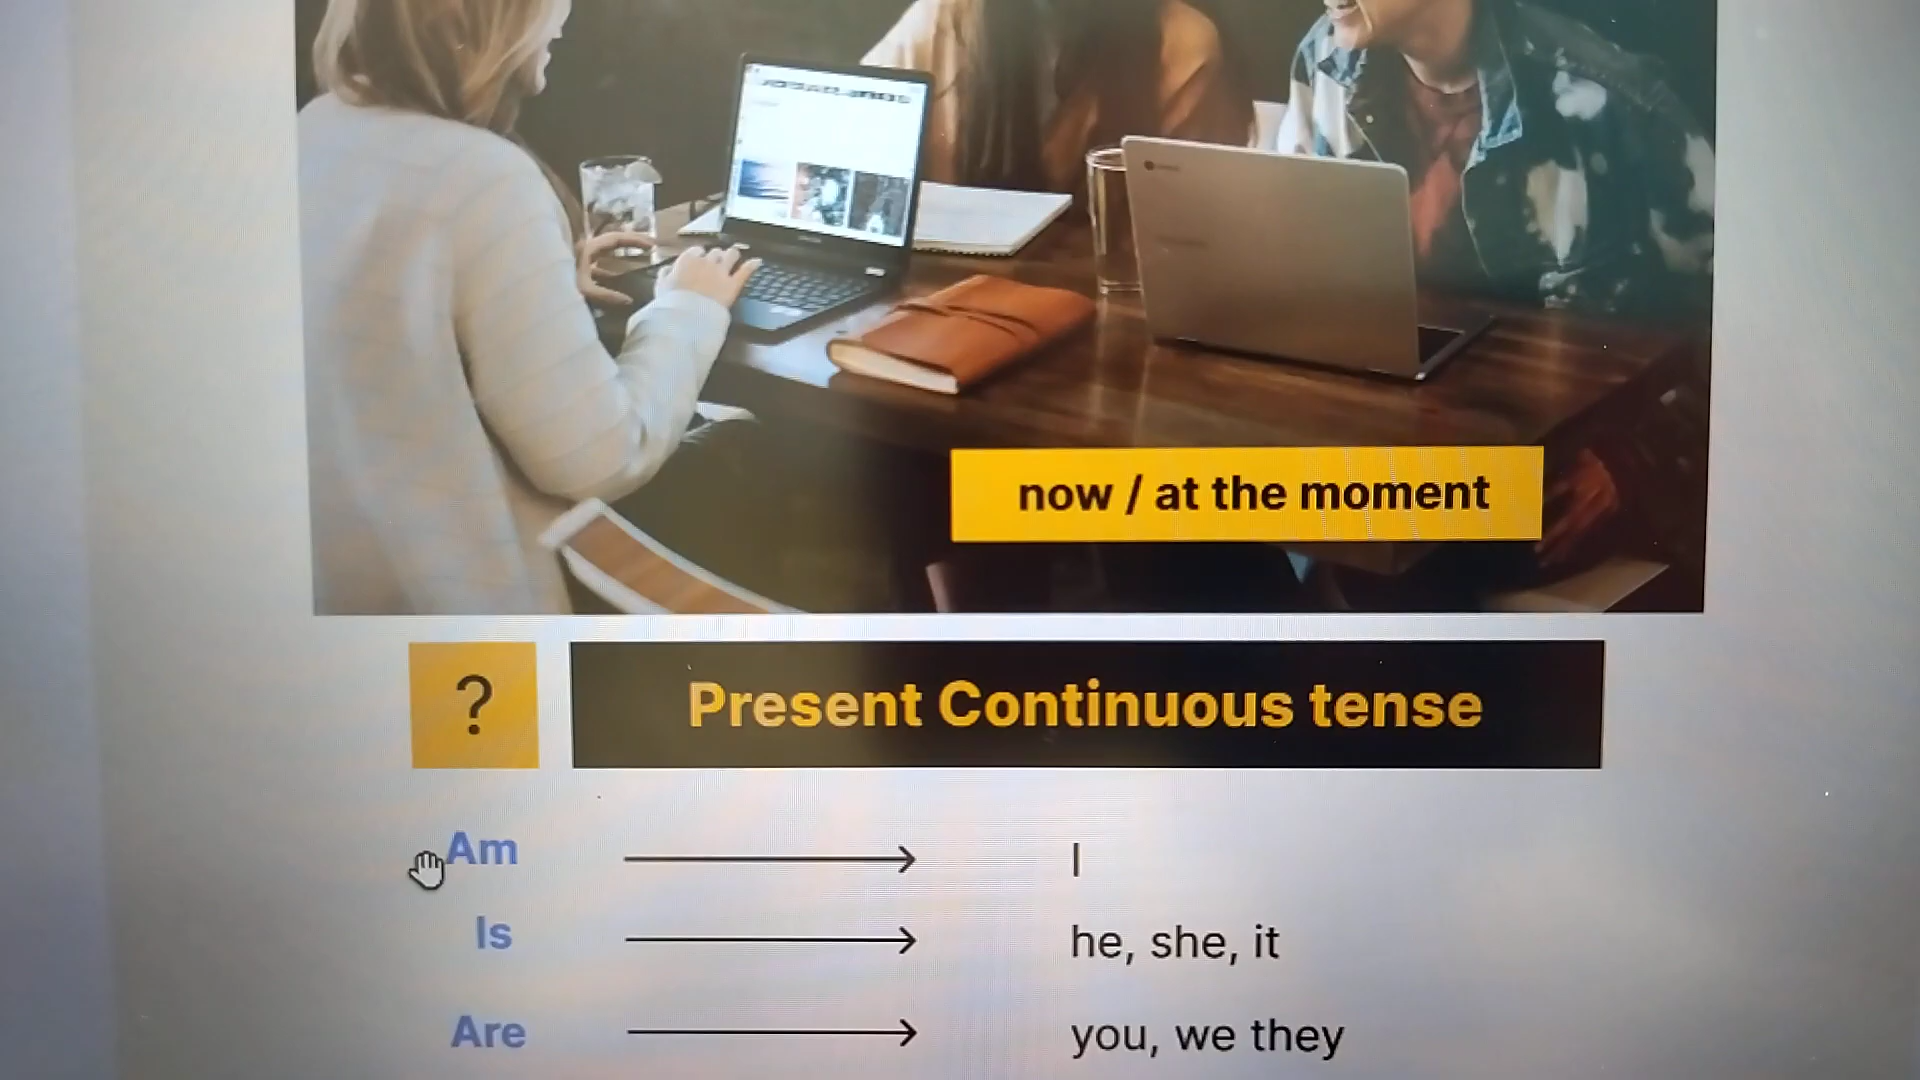 now / at the moment
?
Present Continuous tense
Am
I
Is
he, she, it
Are
you, we they